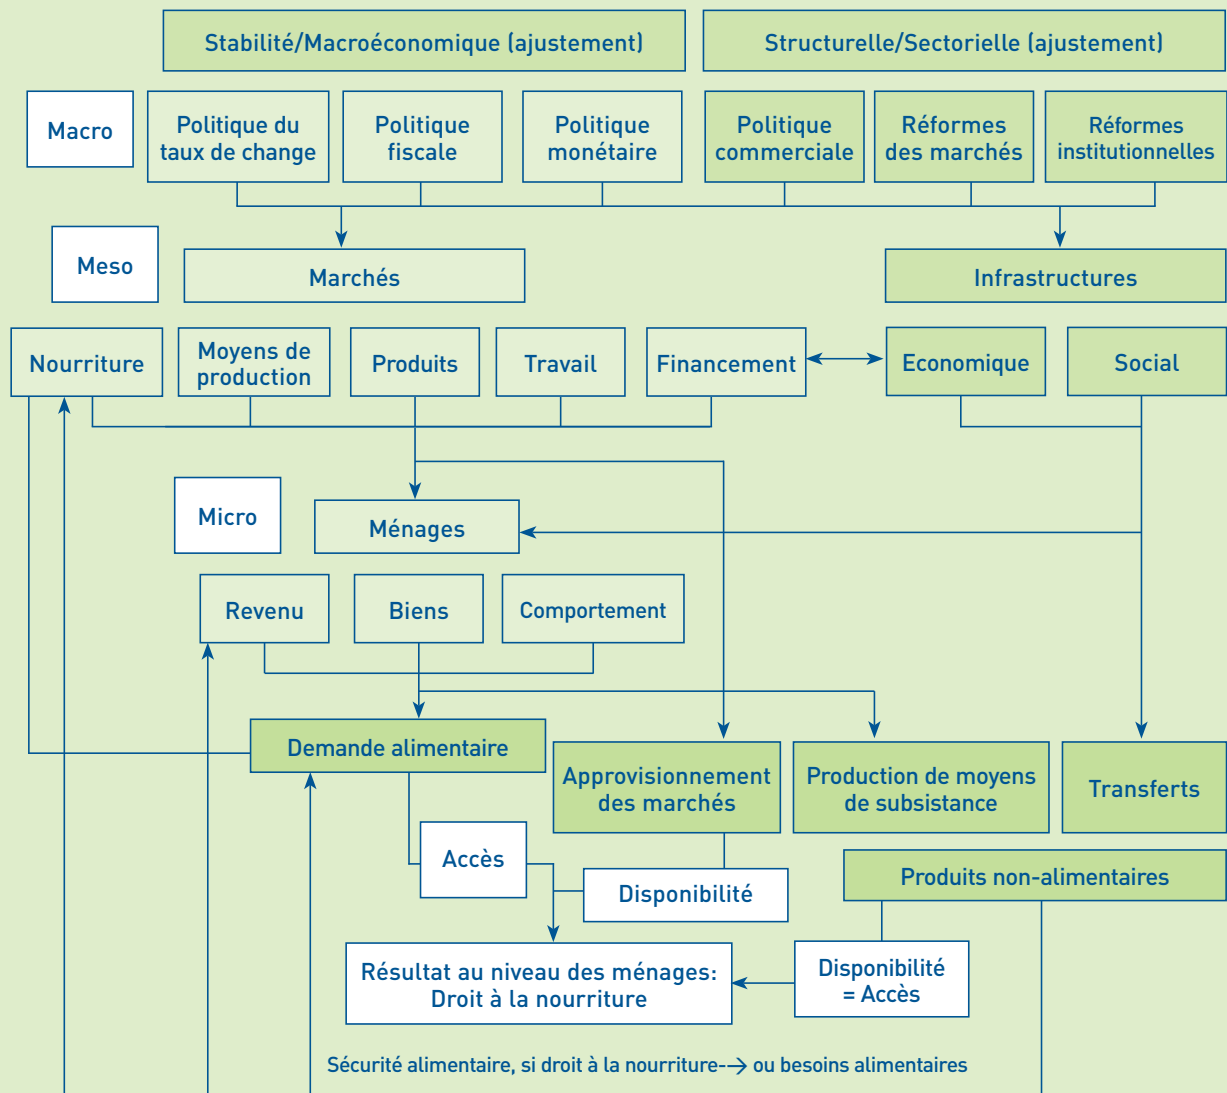 Stabilité/Macroéconomique (ajustement)
Structurelle/Sectorielle (ajustement)
Macro
Politique du
taux de change
Politique
fiscale
Politique
monétaire
Politique
commerciale
Réformes
des marchés
Réformes
institutionnelles
Meso
Marchés
Infrastructures
Nourriture
Moyens de
production
Produits
Travail
Financement
Economique
Social
Micro
Ménages
Revenu
Biens
Comportement
Demande alimentaire
Approvisionnement
des marchés
Production de moyens
de subsistance
Transferts
Accès
Disponibilité
Produits non-alimentaires
Résultat au niveau des ménages:
Droit à la nourriture
Disponibilité
= Accès
Sécurité alimentaire, si droit à la nourriture--> ou besoins alimentaires